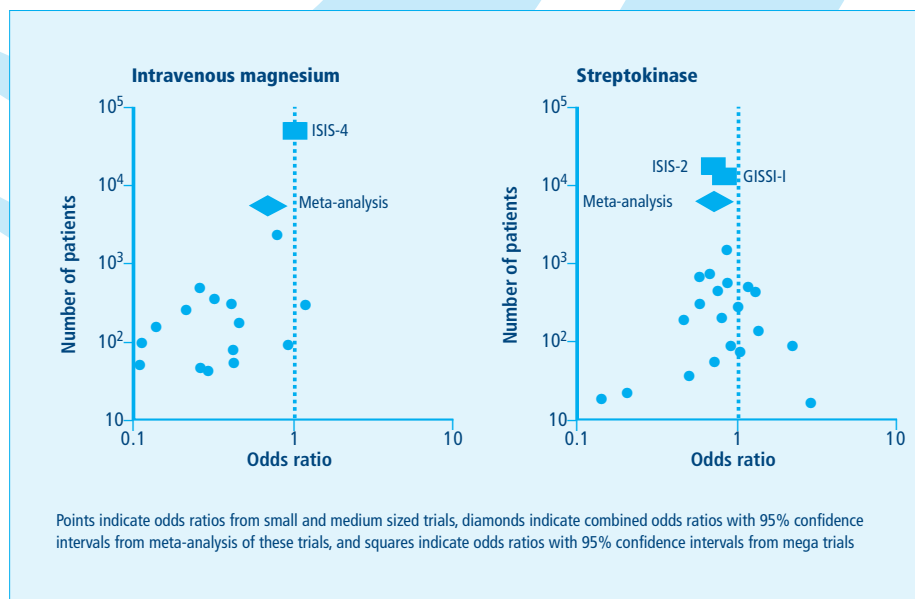 Intravenous magnesium
10⁵
10⁴
10³
10²
10
Number of patients
ISIS-4
Meta-analysis
0.1
1
10
Odds ratio
Streptokinase
10⁵
10⁴
10³
10²
10
Number of patients
ISIS-2
GISSI-I
Meta-analysis
0.1
1
10
Odds ratio
Points indicate odds ratios from small and medium sized trials, diamonds indicate combined odds ratios with 95% confidence
intervals from meta-analysis of these trials, and squares indicate odds ratios with 95% confidence intervals from mega trials